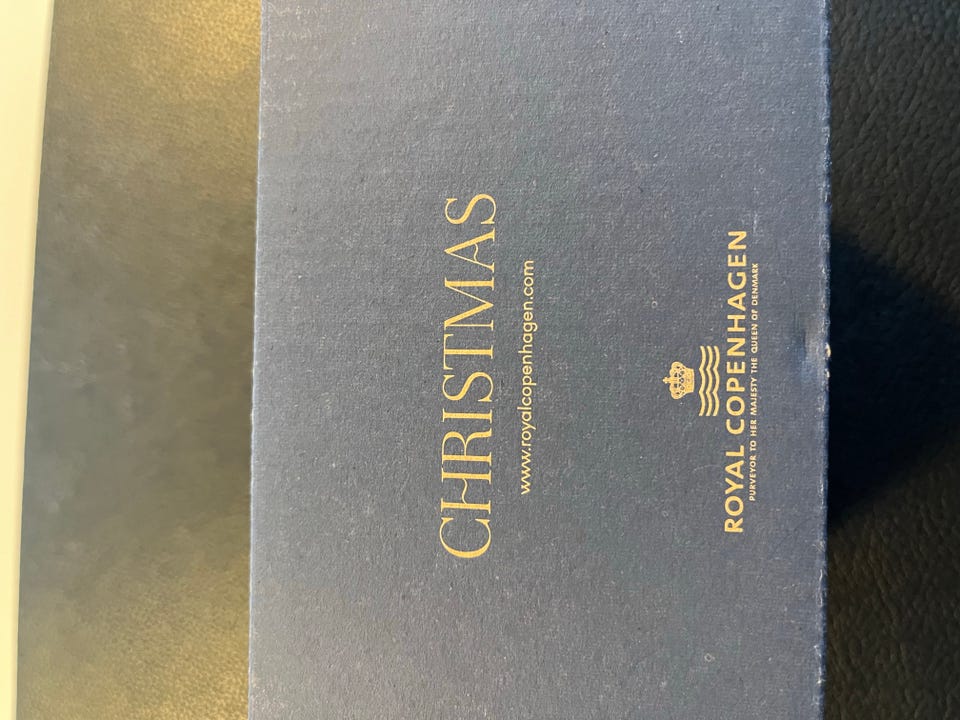 CHRISTMAS
www.royalcopenhagen.com
ROYAL COPENHAGEN
PURVEYOR TO HER MAJESTY THE QUEEN OF DENMARK